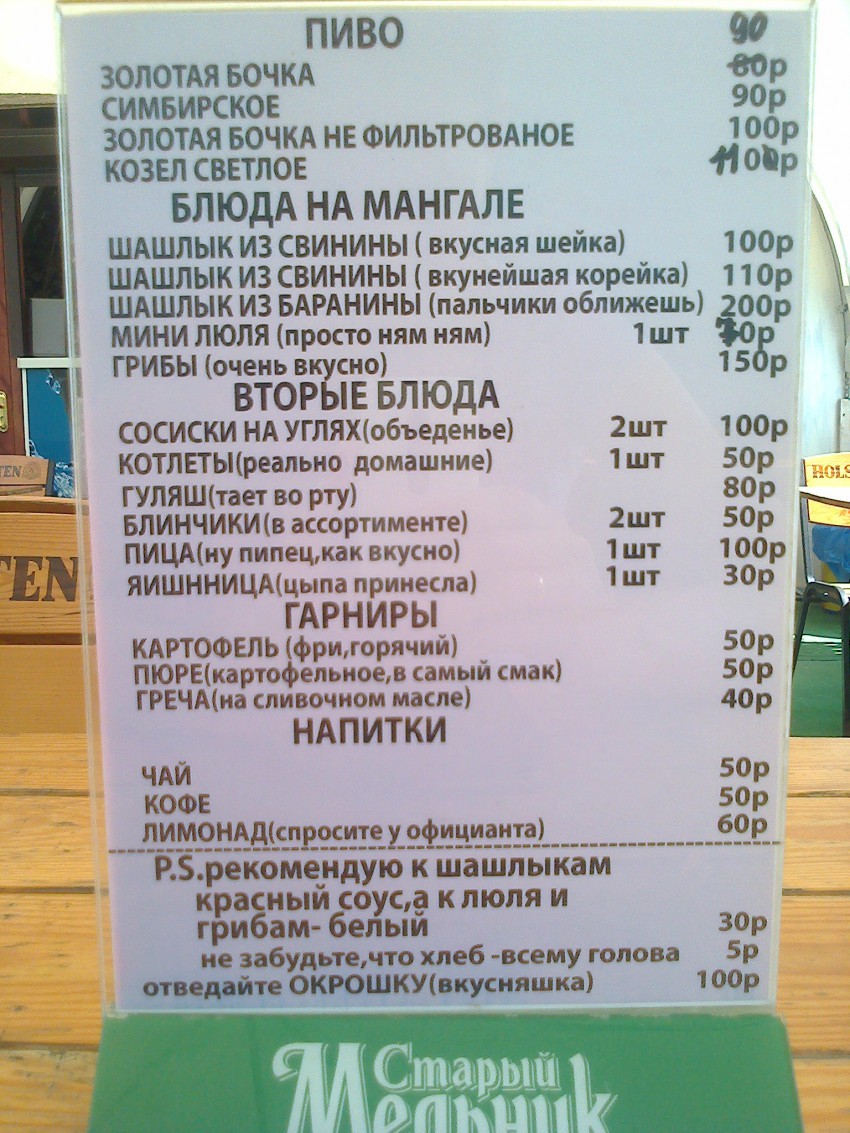 ПИВО 90
ЗОЛОТАЯ БОЧКА 80р
СИМБИРСКОЕ 90р
ЗОЛОТАЯ БОЧКА НЕ ФИЛЬТРОВАНОЕ 100р
КОЗЕЛ СВЕТЛОЕ 110р
БЛЮДА НА МАНГАЛЕ
ШАШЛЫК ИЗ СВИНИНЫ ( вкусная шейка) 100р
ШАШЛЫК ИЗ СВИНИНЫ ( вкунейшая корейка) 110р
ШАШЛЫК ИЗ БАРАНИНЫ (пальчики оближешь) 200р
МИНИ ЛЮЛЯ (просто ням ням) 1шт 70р
ГРИБЫ (очень вкусно) 150р
ВТОРЫЕ БЛЮДА
СОСИСКИ НА УГЛЯХ(объеденье) 2шт 100р
КОТЛЕТЫ(реально домашние) 1шт 50р
ГУЛЯШ(тает во рту) 80р
БЛИНЧИКИ(в ассортименте) 2шт 50р
ПИЦА(ну пипец,как вкусно) 1шт 100р
ЯИШННИЦА(цыпа принесла) 1шт 30р
ГАРНИРЫ
КАРТОФЕЛЬ (фри,горячий) 50р
ПЮРЕ(картофельное,в самый смак) 50р
ГРЕЧА(на сливочном масле) 40р
НАПИТКИ
ЧАЙ 50р
КОФЕ 50р
ЛИМОНАД(спросите у официанта) 60р
P.S.рекомендую к шашлыкам
красный соус,а к люля и
грибам- белый 30р
не забудьте,что хлеб -всему голова 5р
отведайте ОКРОШКУ(вкусняшка) 100р
Старый
Мельник
TEN
TEN
HOLS